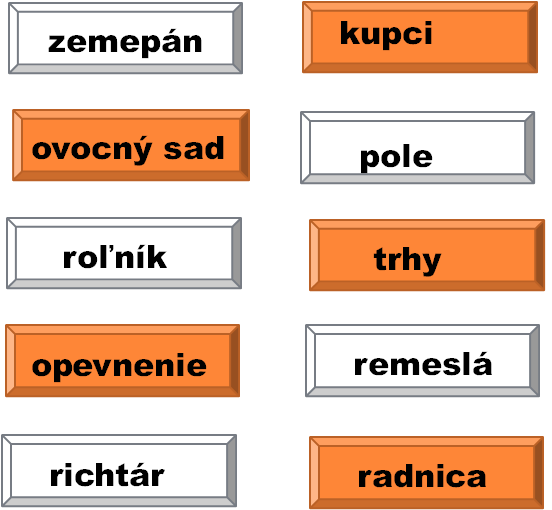 zemepán
kupci
ovocný sad
pole
roľník
trhy
opevnenie
remeslá
richtár
radnica